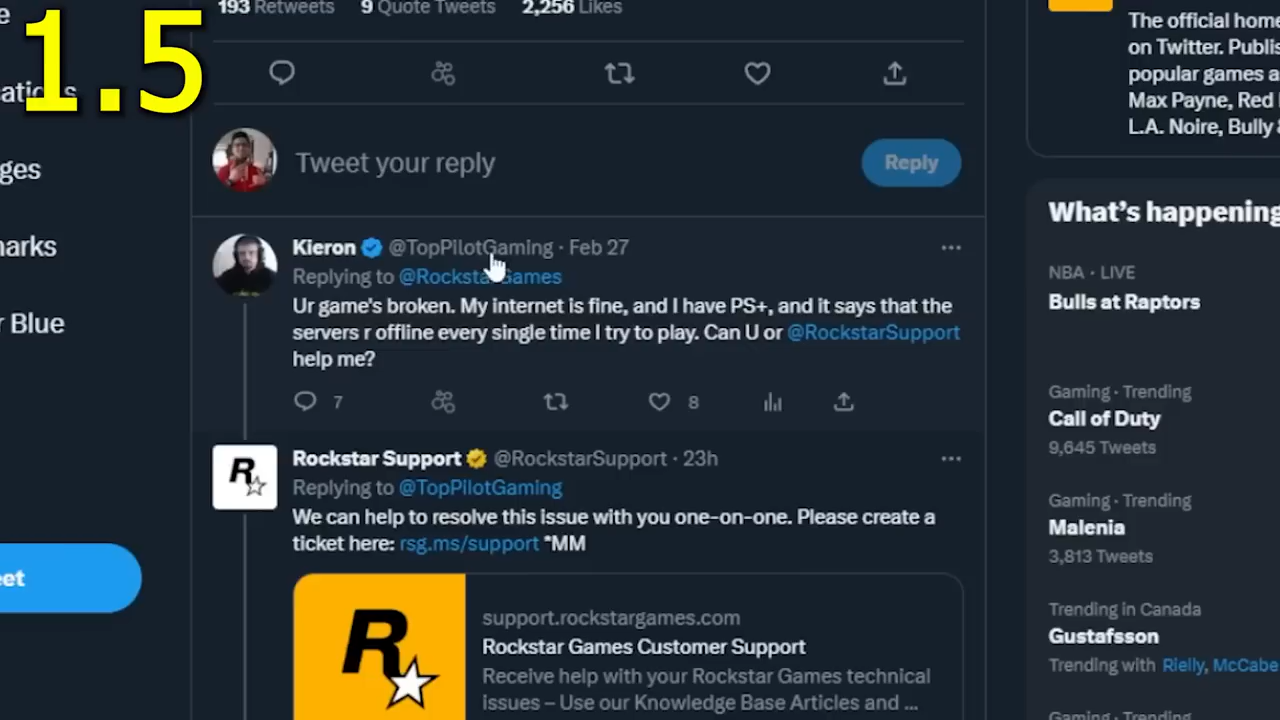 193 Retweets 9 Quote Tweets 2,256 Likes
1.5
ges
arks
r Blue
eet
Tweet your reply
Reply
Kieron @TopPilotGaming · Feb 27
Replying to @RockstarGames
Ur game's broken. My internet is fine, and I have PS+, and it says that the
servers r offline every single time I try to play. Can U or @RockstarSupport
help me?
7 8
Rockstar Support @RockstarSupport · 23h
Replying to @TopPilotGaming
We can help to resolve this issue with you one-on-one. Please create a
ticket here: rsg.ms/support *MM
R
support.rockstargames.com
Rockstar Games Customer Support
Receive help with your Rockstar Games technical
issues – Use our Knowledge Base Articles and ...
The official home
on Twitter. Publis
popular games a
Max Payne, Red
L.A. Noire, Bully &
What's happening
NBA · LIVE
Bulls at Raptors
Gaming · Trending
Call of Duty
9,645 Tweets
Gaming · Trending
Malenia
3,813 Tweets
Trending in Canada
Gustafsson
Trending with Rielly, McCabe
Gaming · Trending